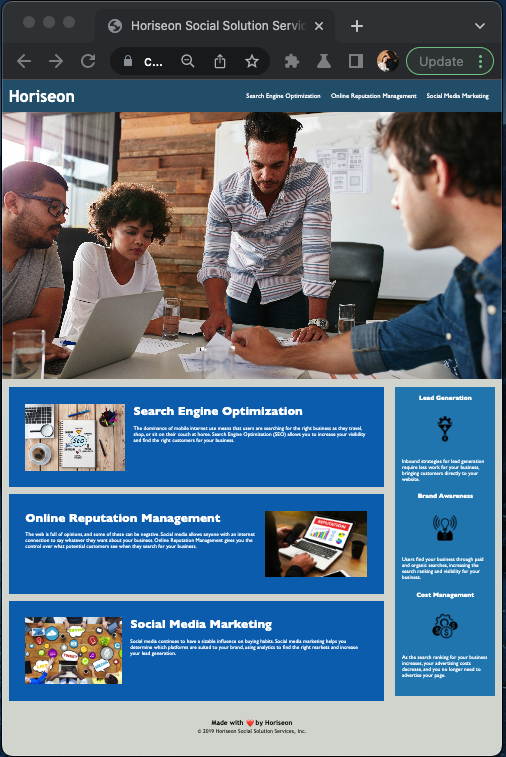 Horiseon Social Solution Servic
C...
Update
Horiseon
Search Engine Optimization Online Reputation Management Social Media Marketing
SEO
Search Engine Optimization
The dominance of mobile internet use means that users are searching for the right business as they travel,
shop, or sit on their couch at home. Search Engine Optimization (SEO) allows you to increase your visibility
and find the right customers for your business.
Online Reputation Management
The web is full of opinions, and some of these can be negative. Social media allows anyone with an internet
connection to say whatever they want about your business. Online Reputation Management gives you the
control over what potential customers see when they search for your business.
REPUTATION
Social Media Marketing
Social media continues to have a sizable influence on buying habits. Social media marketing helps you
determine which platforms are suited to your brand, using analytics to find the right markets and increase
your lead generation.
Lead Generation
Inbound strategies for lead generation
require less work for your business,
bringing customers directly to your
website.
Brand Awareness
Users find your business through paid
and organic searches, increasing the
search ranking and visibility for your
business.
Cost Management
As the search ranking for your business
increases, your advertising costs
decrease, and you no longer need to
advertise your page.
Made with ❤️ by Horiseon
© 2019 Horiseon Social Solution Services, Inc.